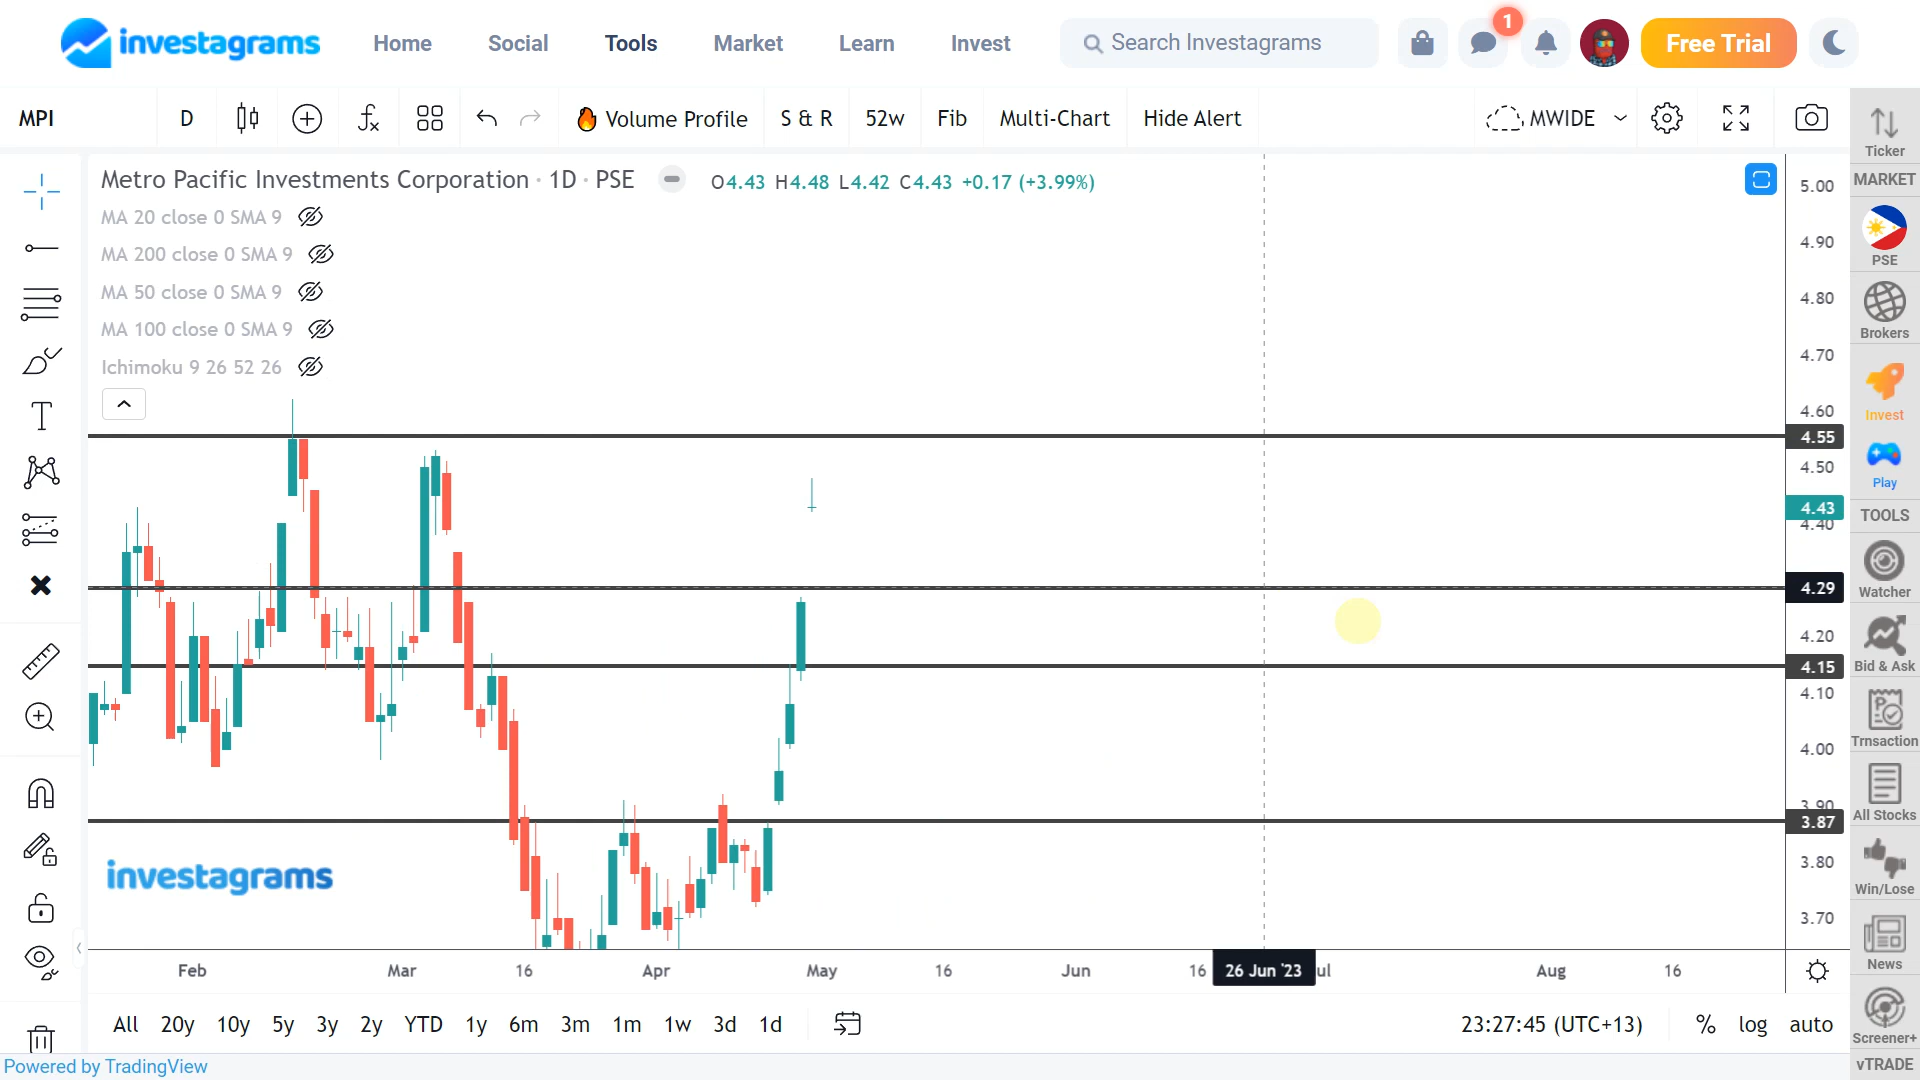 investagrams
Home
Social
Tools
Market
Learn
Invest
Search Investagrams
1
Free Trial
MPI
D
Volume Profile
S & R
52w
Fib
Multi-Chart
Hide Alert
MWIDE
Metro Pacific Investments Corporation · 1D · PSE
O4.43 H4.48 L4.42 C4.43 +0.17 (+3.99%)
MA 20 close 0 SMA 9
MA 200 close 0 SMA 9
MA 50 close 0 SMA 9
MA 100 close 0 SMA 9
Ichimoku 9 26 52 26
5.00
4.90
4.80
4.70
4.60
4.55
4.50
4.43
4.40
4.29
4.20
4.15
4.10
4.00
3.90
3.87
3.80
3.70
investagrams
Feb
Mar
16
Apr
May
16
Jun
16
26 Jun '23
ul
Aug
16
All
20y
10y
5y
3y
2y
YTD
1y
6m
3m
1m
1w
3d
1d
23:27:45 (UTC+13)
%
log
auto
Powered by TradingView
Ticker
MARKET
PSE
Brokers
Invest
Play
TOOLS
Watcher
Bid & Ask
Trnsaction
All Stocks
Win/Lose
News
Screener+
vTRADE